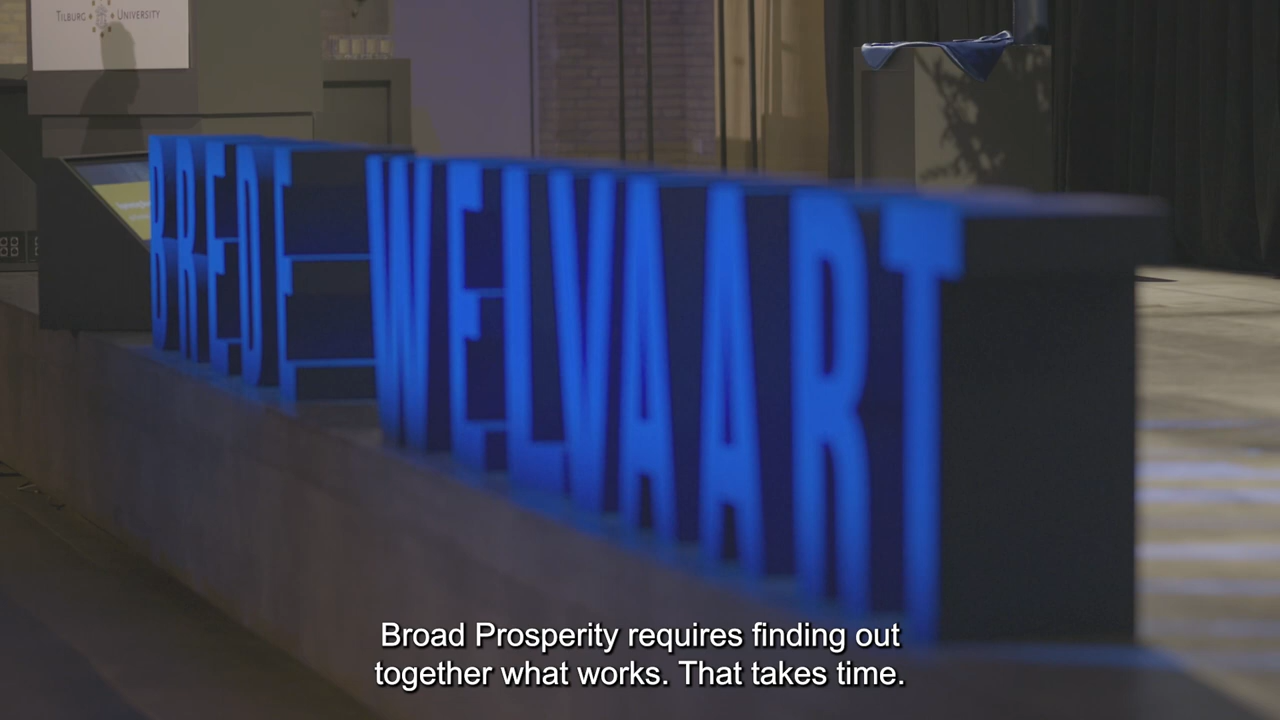 TILBURG UNIVERSITY
BREDE WELVAART
Broad Prosperity requires finding out
together what works. That takes time.